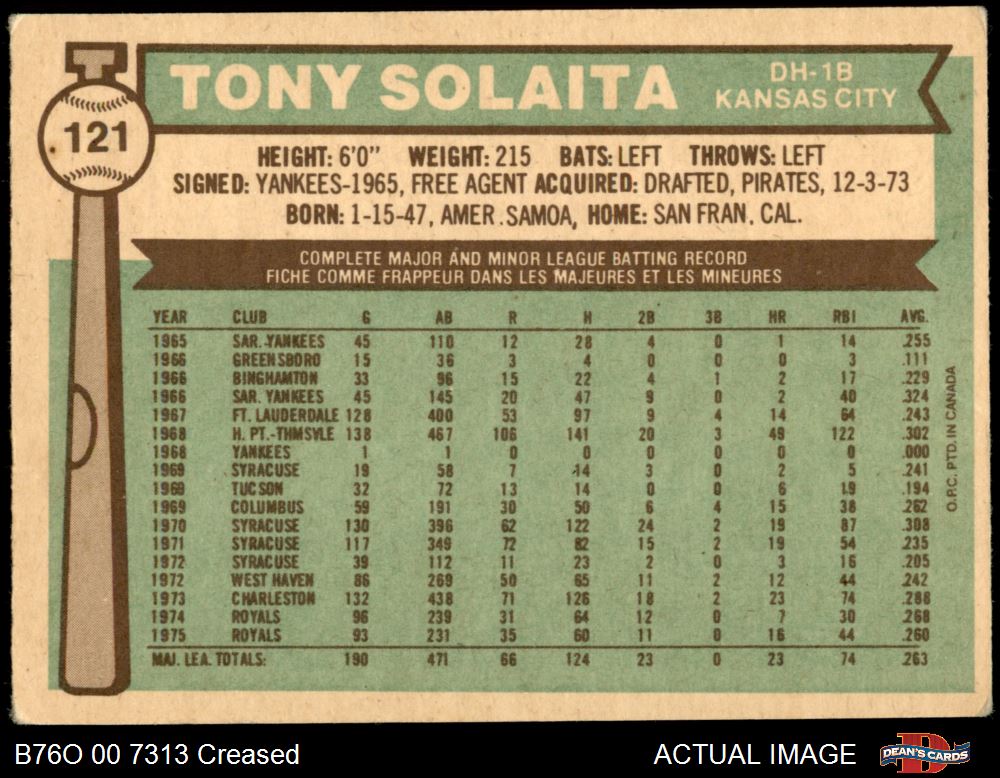 121
TONY SOLAITA
DH-1B
KANSAS CITY
HEIGHT: 6'0" WEIGHT: 215 BATS: LEFT THROWS: LEFT
SIGNED: YANKEES-1965, FREE AGENT ACQUIRED: DRAFTED, PIRATES, 12-3-73
BORN: 1-15-47, AMER. SAMOA, HOME: SAN FRAN, CAL.
COMPLETE MAJOR AND MINOR LEAGUE BATTING RECORD
FICHE COMME FRAPPEUR DANS LES MAJEURES ET LES MINEURES
YEAR CLUB G AB R H 2B 3B HR RBI AVG.
1965 SAR. YANKEES 45 110 12 28 4 0 1 14 .255
1966 GREENSBORO 15 36 3 4 0 0 0 3 .111
1966 BINGHAMTON 33 96 15 22 4 1 2 17 .229
1966 SAR. YANKEES 45 145 20 47 9 0 2 40 .324
1967 FT. LAUDERDALE 128 400 53 97 9 4 14 64 .243
1968 H. PT.-THMSVLE 138 467 106 141 20 3 49 122 .302
1968 YANKEES 1 1 0 0 0 0 0 0 .000
1969 SYRACUSE 19 58 7 14 3 0 2 5 .241
1969 TUCSON 32 72 13 14 0 0 6 19 .194
1969 COLUMBUS 59 191 30 50 6 4 15 38 .262
1970 SYRACUSE 130 396 62 122 24 2 19 87 .308
1971 SYRACUSE 117 349 72 82 15 2 19 54 .235
1972 SYRACUSE 39 112 11 23 2 0 3 16 .205
1972 WEST HAVEN 86 269 50 65 11 2 12 44 .242
1973 CHARLESTON 132 438 71 126 18 2 23 74 .288
1974 ROYALS 96 239 31 64 12 0 7 30 .268
1975 ROYALS 93 231 35 60 11 0 16 44 .260
MAJ. LEA. TOTALS: 190 471 66 124 23 0 23 74 .263
O.P.C. PTD. IN CANADA
B76O 00 7313 Creased
ACTUAL IMAGE
DEAN'S CARDS